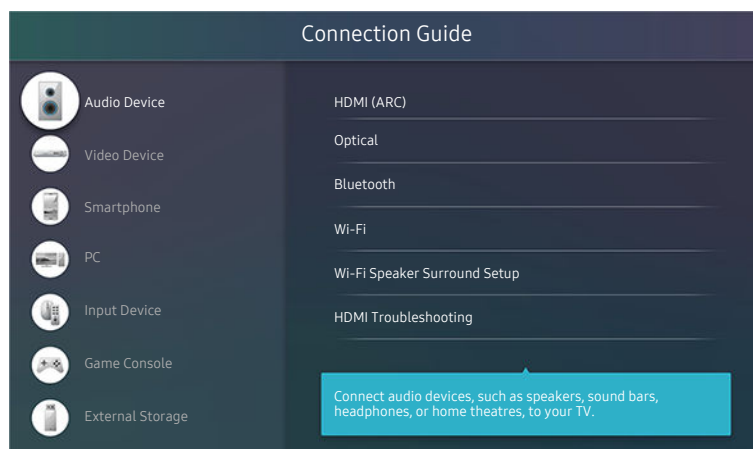 Connection Guide
Audio Device
Video Device
Smartphone
PC
Input Device
Game Console
External Storage
HDMI (ARC)
Optical
Bluetooth
Wi-Fi
Wi-Fi Speaker Surround Setup
HDMI Troubleshooting
Connect audio devices, such as speakers, sound bars,
headphones, or home theatres, to your TV.